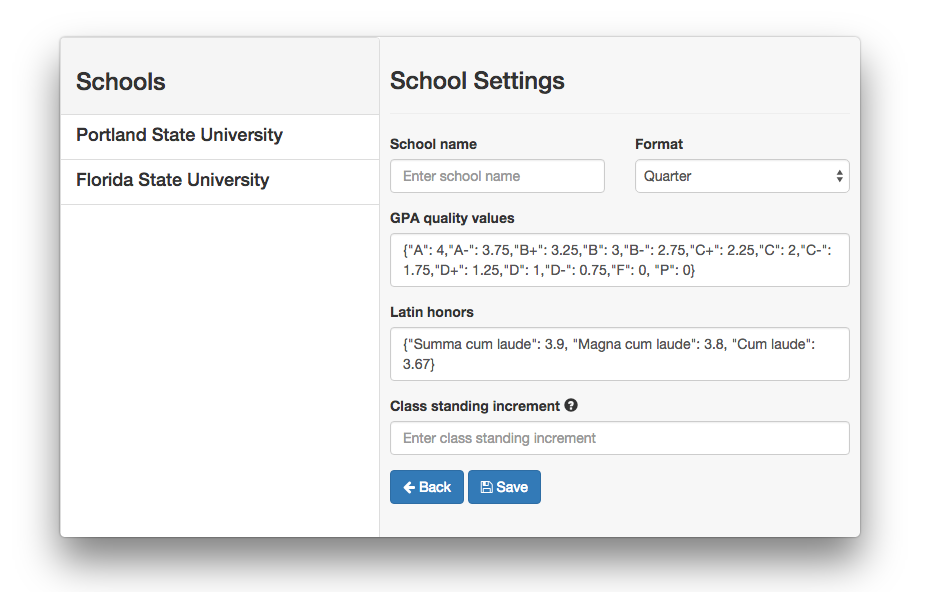 Schools
Portland State University
Florida State University
School Settings
School name
Format
Enter school name
Quarter
GPA quality values
{"A": 4,"A-": 3.75,"B+": 3.25,"B": 3,"B-": 2.75,"C+": 2.25,"C": 2,"C-":
1.75,"D+": 1.25,"D": 1,"D-": 0.75,"F": 0, "P": 0}
Latin honors
{"Summa cum laude": 3.9, "Magna cum laude": 3.8, "Cum laude":
3.67}
Class standing increment ?
Enter class standing increment
Back
Save